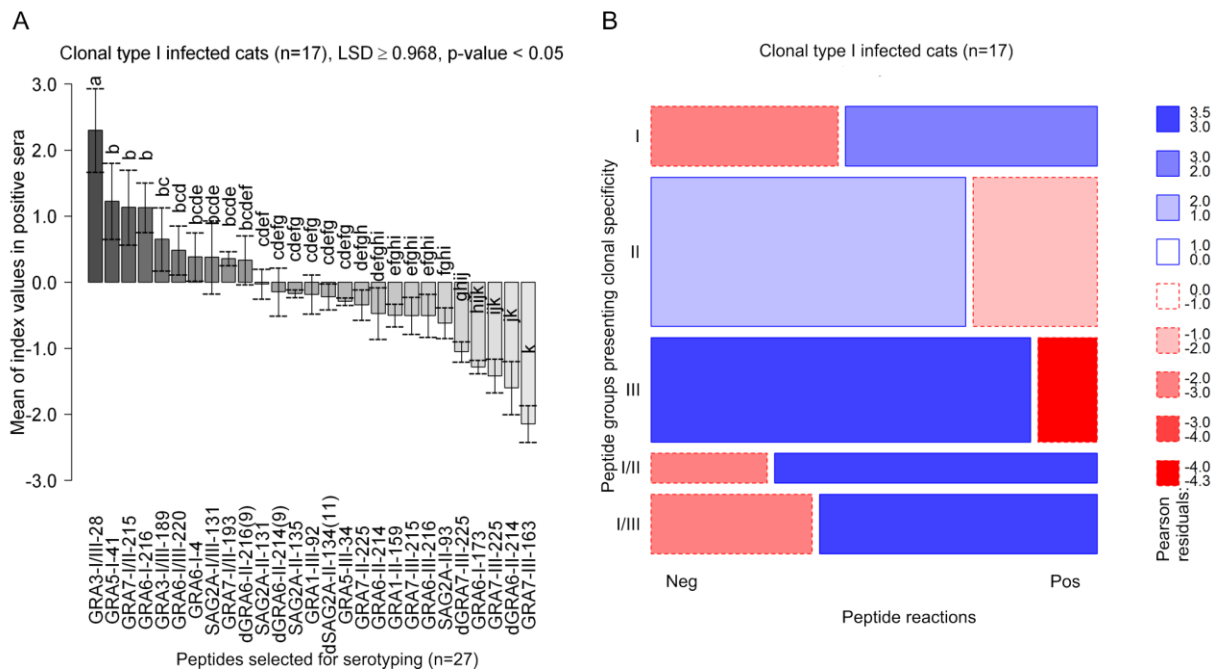 A
Clonal type I infected cats (n=17), LSD ≥ 0.968, p-value < 0.05
Mean of index values in positive sera
3.0
2.0
1.0
0.0
-1.0
-2.0
-3.0
a
b
b
b
bc
bcd
bcde
bcde
bcde
bcdef
cdef
cdefg
cdefg
cdefg
cdefg
cdefg
defgh
defghi
efghi
efghi
efghi
fghi
ghij
hijk
ijk
jk
k
GRA3-I/III-28
GRA5-I-41
GRA7-I/II-215
GRA6-I-216
GRA3-I/III-189
GRA6-I/III-220
GRA6-I-4
SAG2A-I/III-131
GRA7-I/II-193
dGRA6-II-216(9)
SAG2A-II-131
dGRA6-II-214(9)
SAG2A-II-135
GRA1-III-92
dSAG2A-II-134(11)
GRA5-III-34
GRA7-II-225
GRA6-II-214
GRA1-II-159
GRA7-III-215
GRA6-III-216
SAG2A-II-93
dGRA7-III-225
GRA6-I-173
GRA7-III-225
dGRA6-II-214
GRA7-III-163
Peptides selected for serotyping (n=27)
B
Clonal type I infected cats (n=17)
Peptide groups presenting clonal specificity
I
II
III
I/II
I/III
Neg
Pos
Peptide reactions
3.5
3.0
3.0
2.0
2.0
1.0
1.0
0.0
0.0
-1.0
-1.0
-2.0
-2.0
-3.0
-3.0
-4.0
-4.0
-4.3
Pearson
residuals: